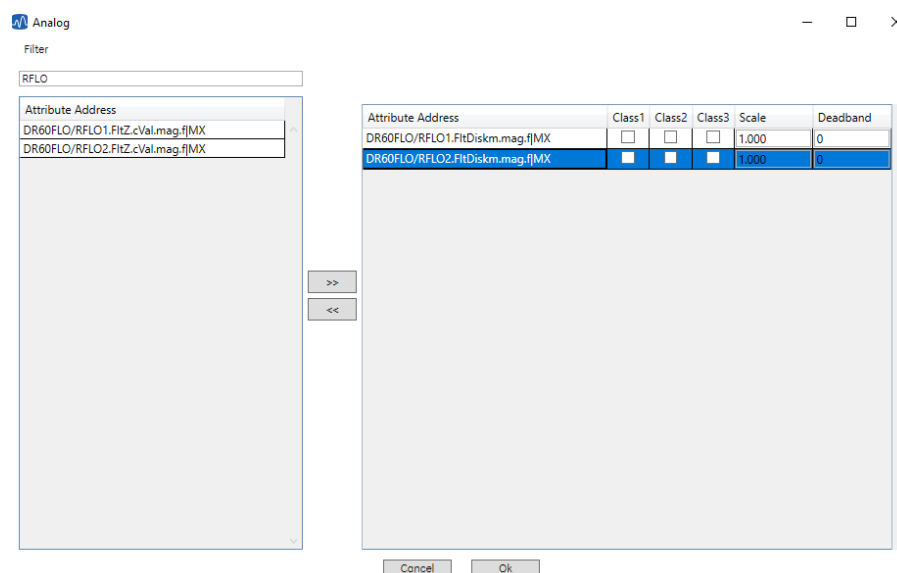 Analog
Filter
RFLO
Attribute Address
DR60FLO/RFLO1.FltZ.cVal.mag.f|MX
DR60FLO/RFLO2.FltZ.cVal.mag.f|MX
>>
<<
Attribute Address Class1 Class2 Class3 Scale Deadband
DR60FLO/RFLO1.FltDiskm.mag.f|MX 1.000 0
DR60FLO/RFLO2.FltDiskm.mag.f|MX 1.000 0
Cancel Ok